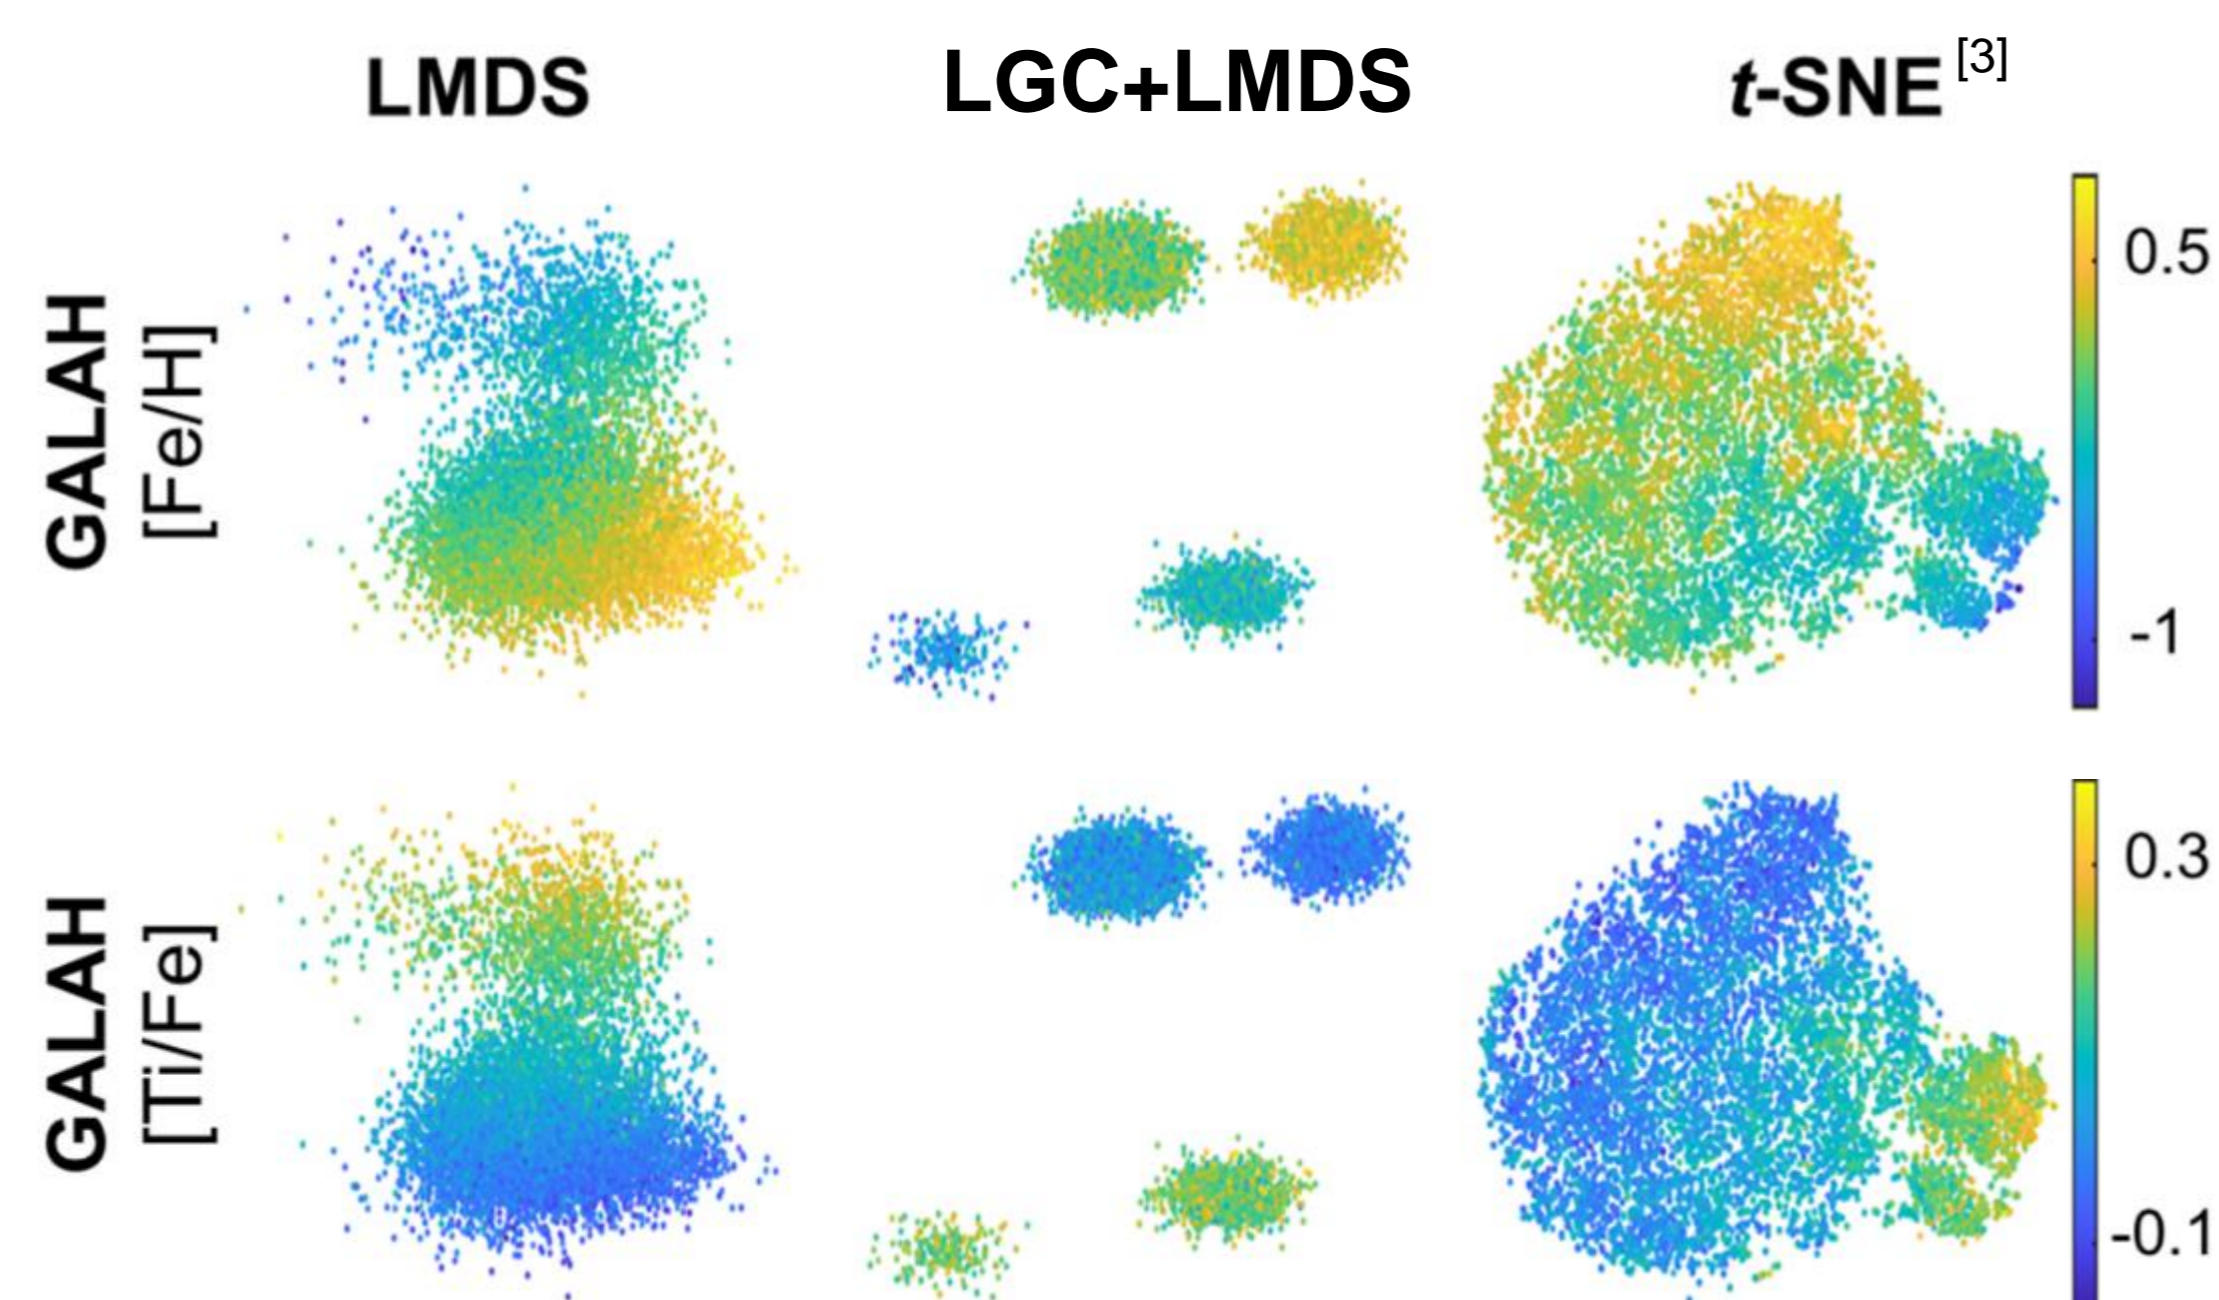 LMDS
LGC+LMDS
t-SNE [3]
GALAH
[Fe/H]
0.5
-1
GALAH
[Ti/Fe]
0.3
-0.1